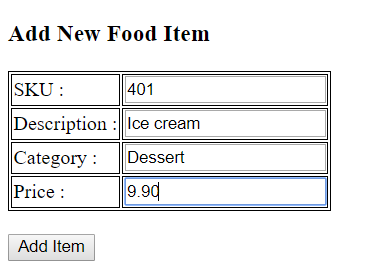 Add New Food Item
SKU : 401
Description : Ice cream
Category : Dessert
Price : 9.90
Add Item